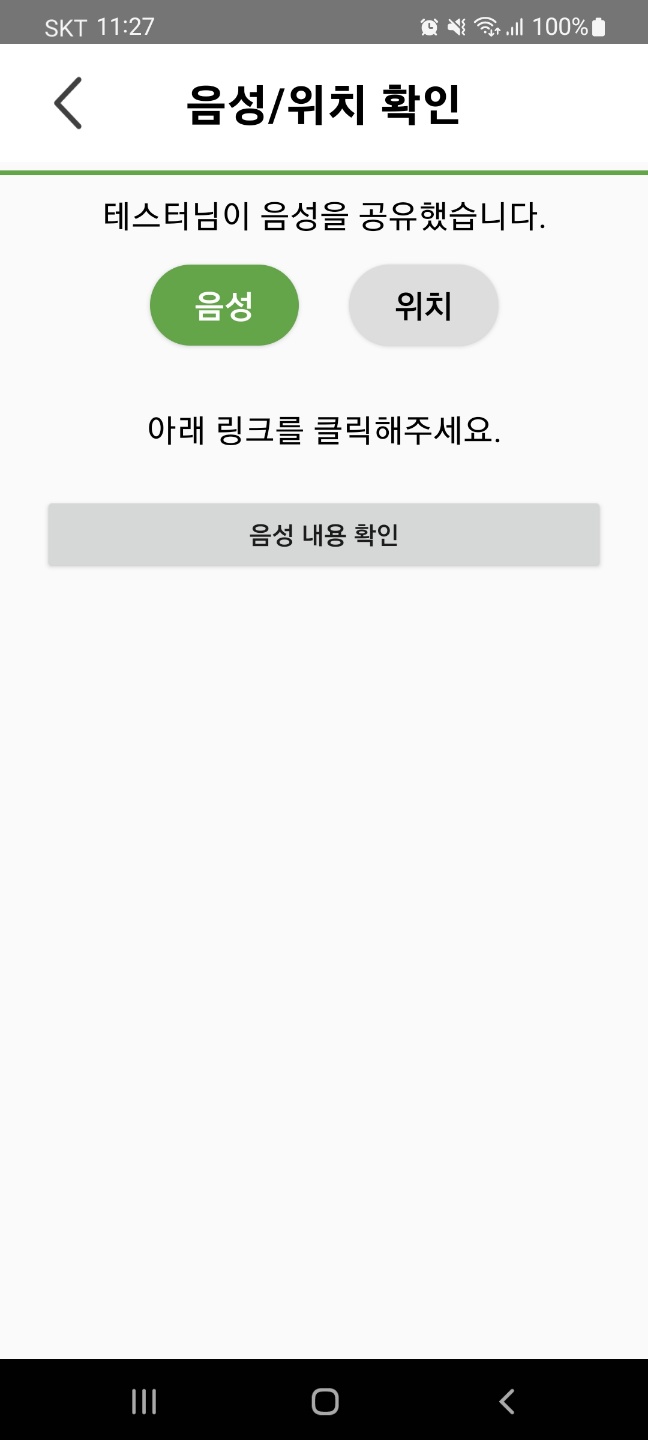 SKT 11:27 100%
음성/위치 확인
테스터님이 음성을 공유했습니다.
음성 위치
아래 링크를 클릭해주세요.
음성 내용 확인